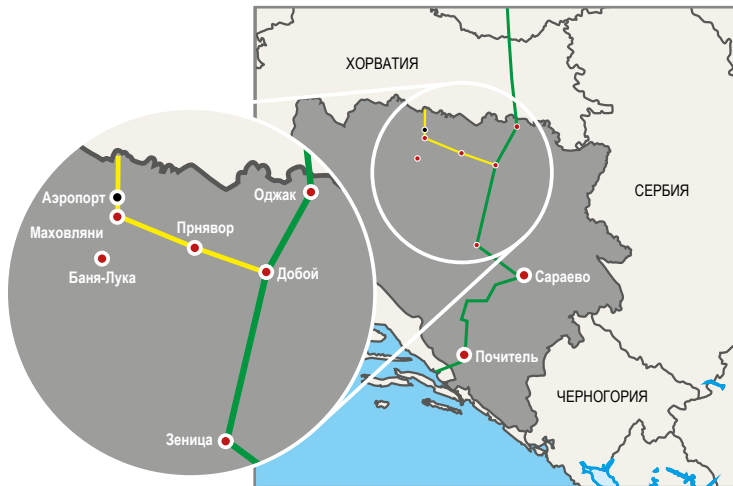 ХОРВАТИЯ
СЕРБИЯ
Аэропорт
Оджак
Маховляни
Прнявор
Баня-Лука
Добой
Сараево
Почитель
ЧЕРНОГОРИЯ
Зеница